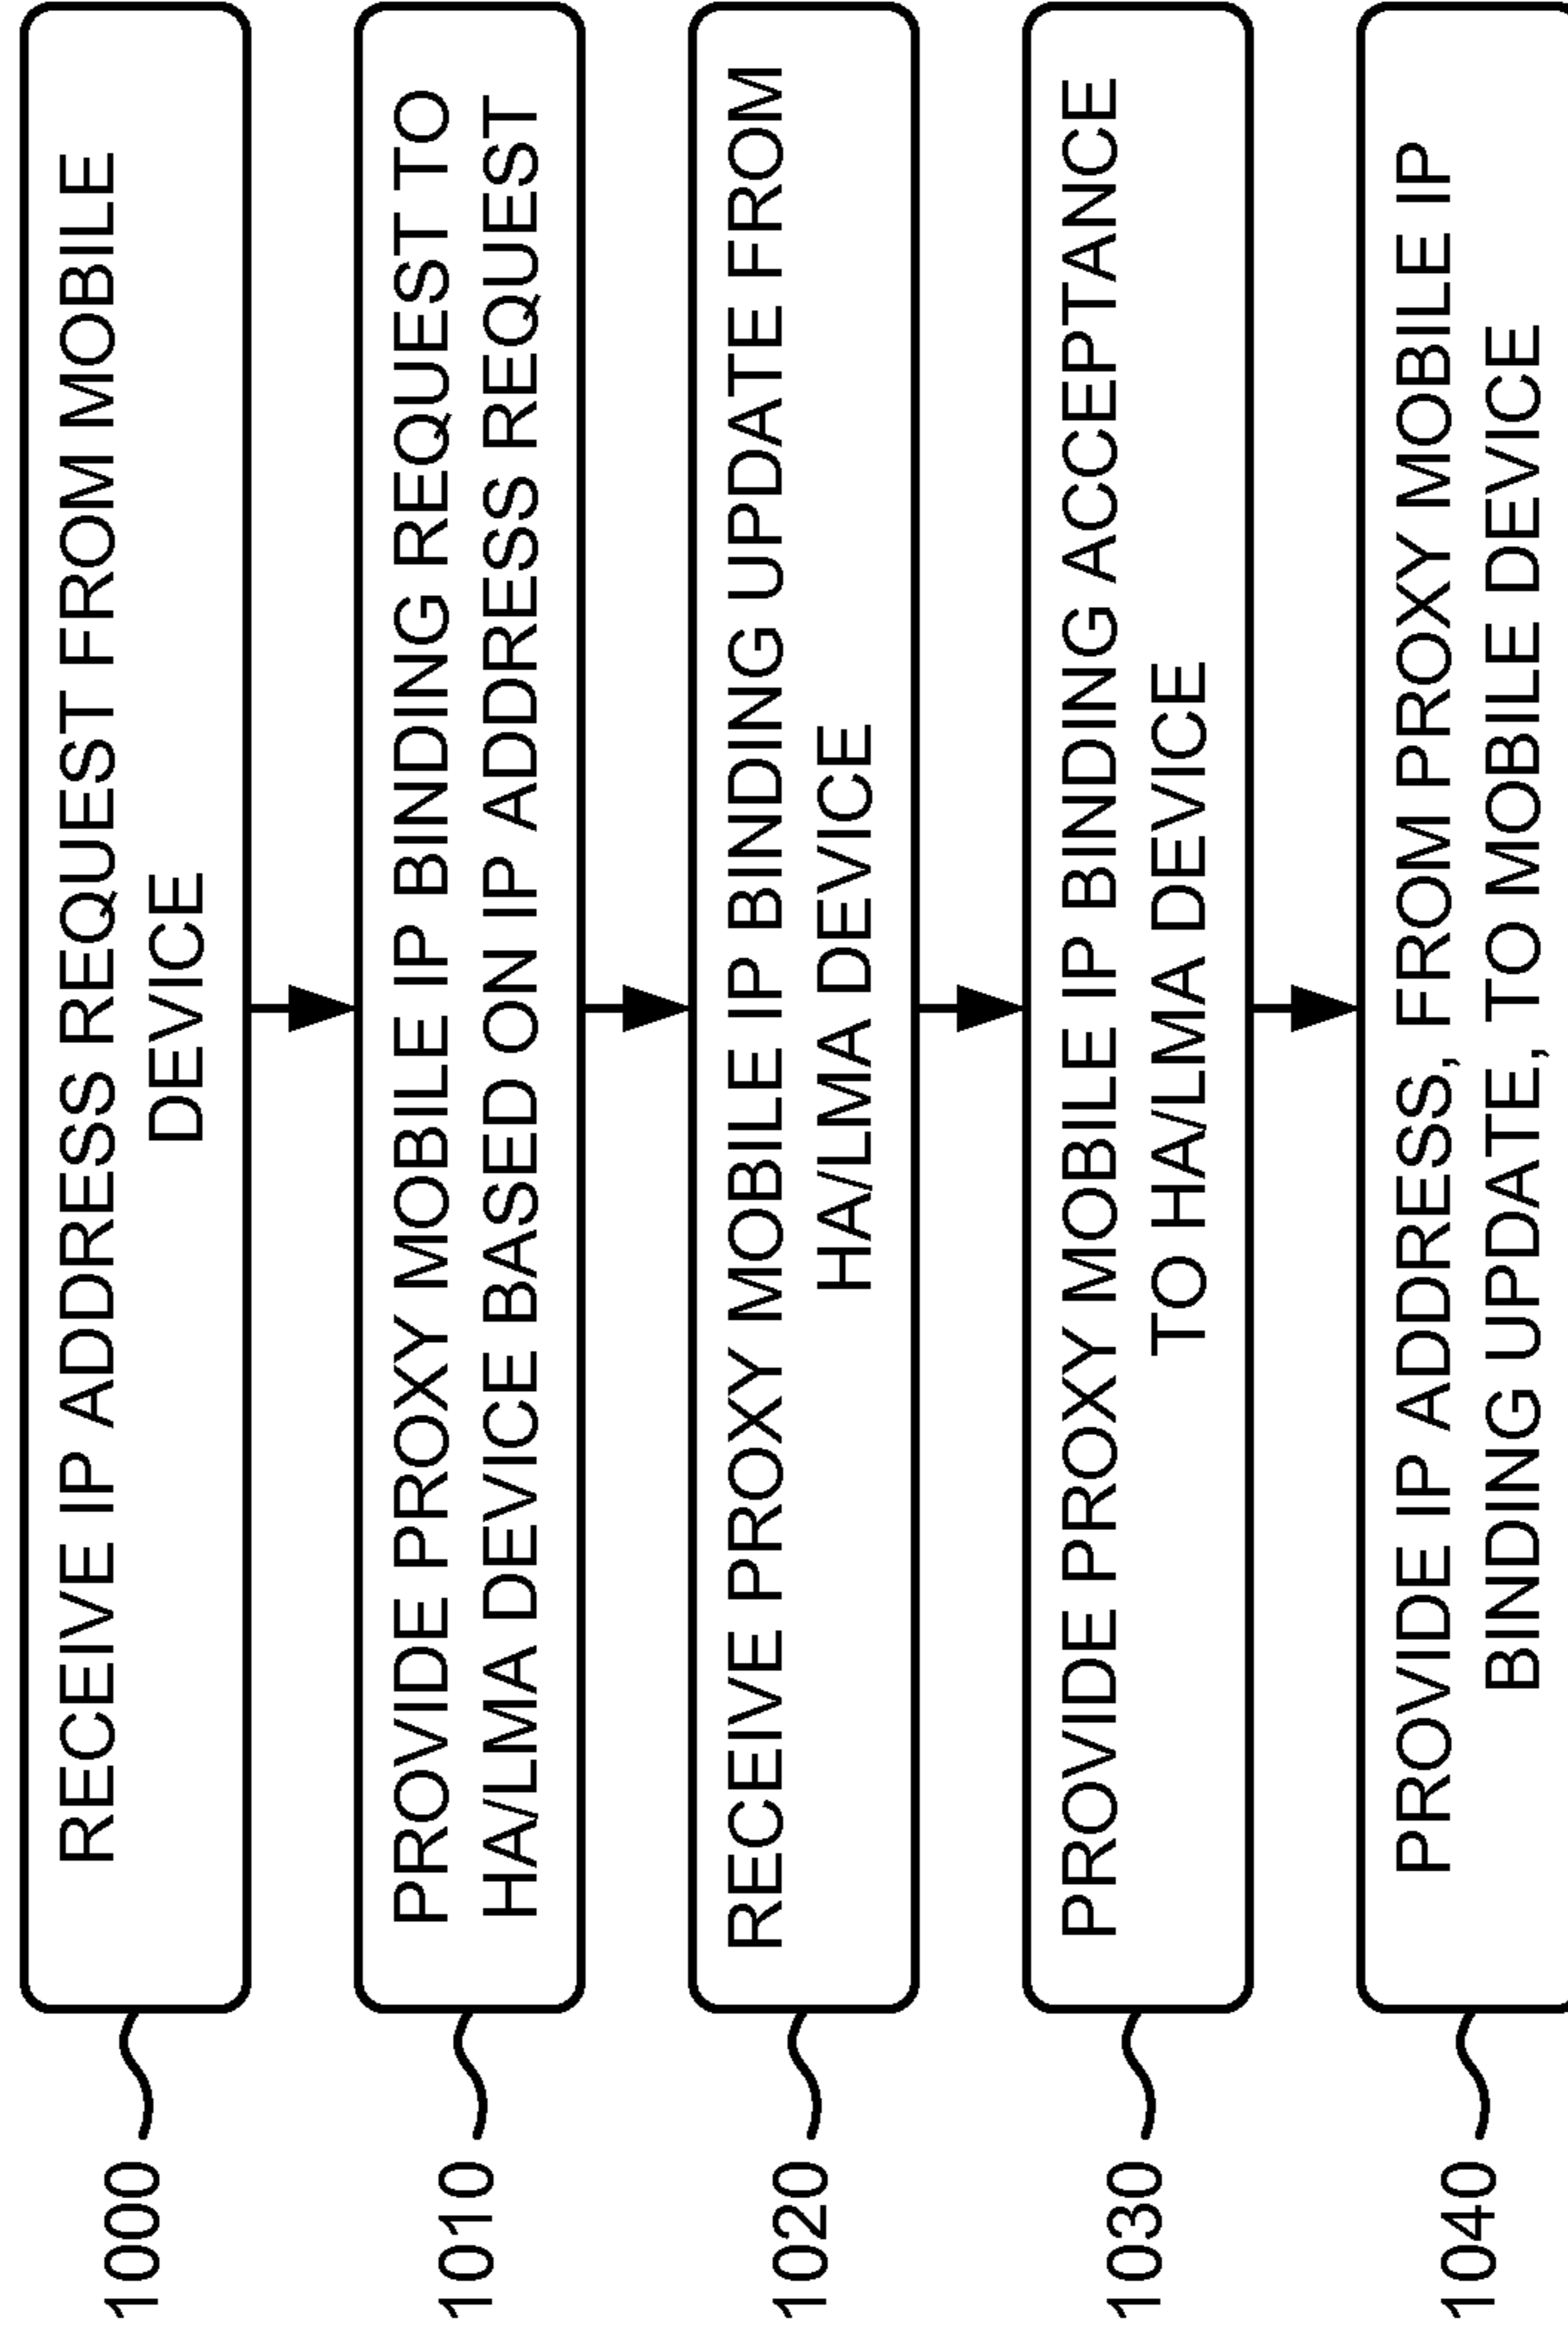 1000
RECEIVE IP ADDRESS REQUEST FROM MOBILE
DEVICE
1010
PROVIDE PROXY MOBILE IP BINDING REQUEST TO
HA/LMA DEVICE BASED ON IP ADDRESS REQUEST
1020
RECEIVE PROXY MOBILE IP BINDING UPDATE FROM
HA/LMA DEVICE
1030
PROVIDE PROXY MOBILE IP BINDING ACCEPTANCE
TO HA/LMA DEVICE
1040
PROVIDE IP ADDRESS, FROM PROXY MOBILE IP
BINDING UPDATE, TO MOBILE DEVICE